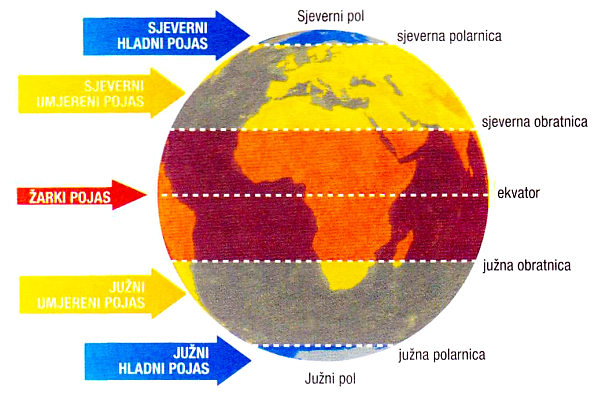 Sjeverni pol
SJEVERNI
HLADNI POJAS
sjeverna polarnica
SJEVERNI
UMJERENI POJAS
sjeverna obratnica
ŽARKI POJAS
ekvator
južna obratnica
JUŽNI
UMJERENI POJAS
JUŽNI
HLADNI POJAS
južna polarnica
Južni pol